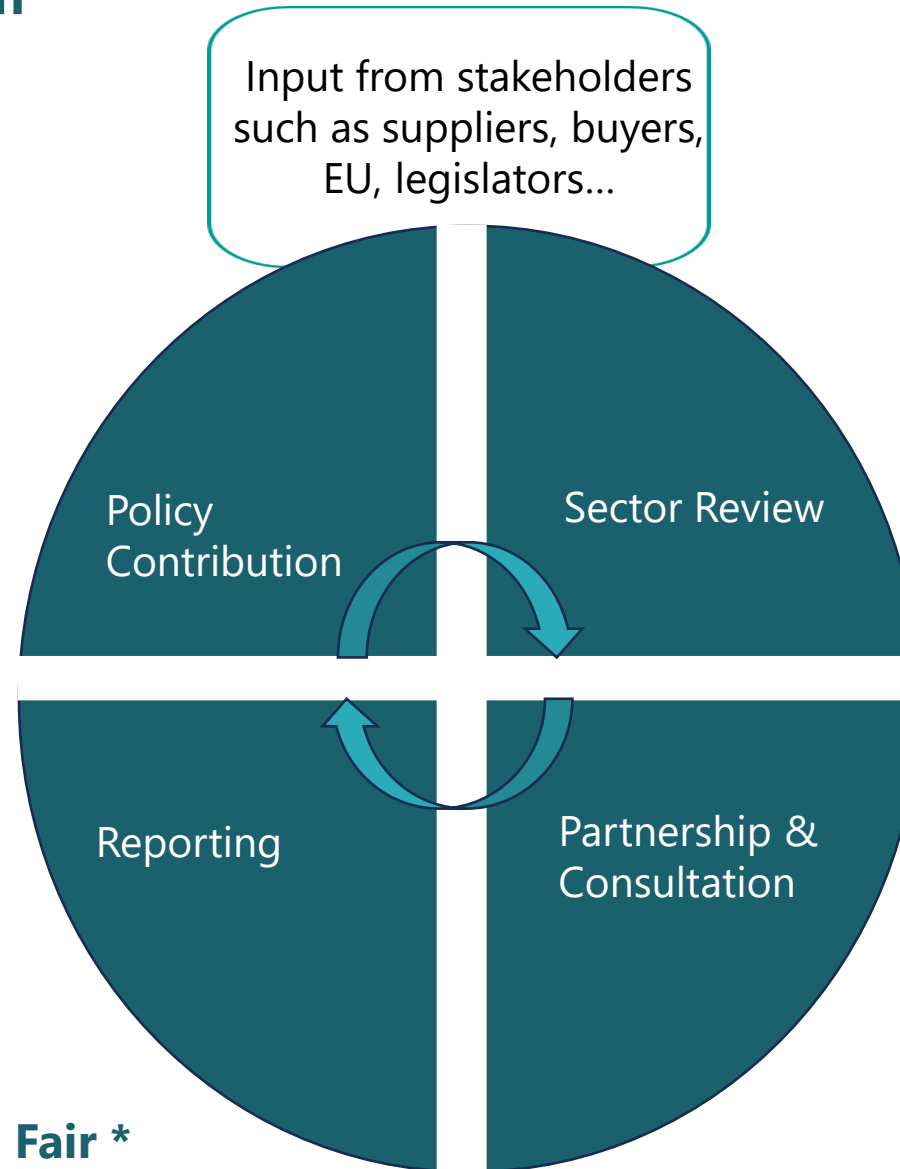 Input from stakeholders
such as suppliers, buyers,
EU, legislators...
Policy
Contribution
Sector Review
Reporting
Partnership &
Consultation
Fair *